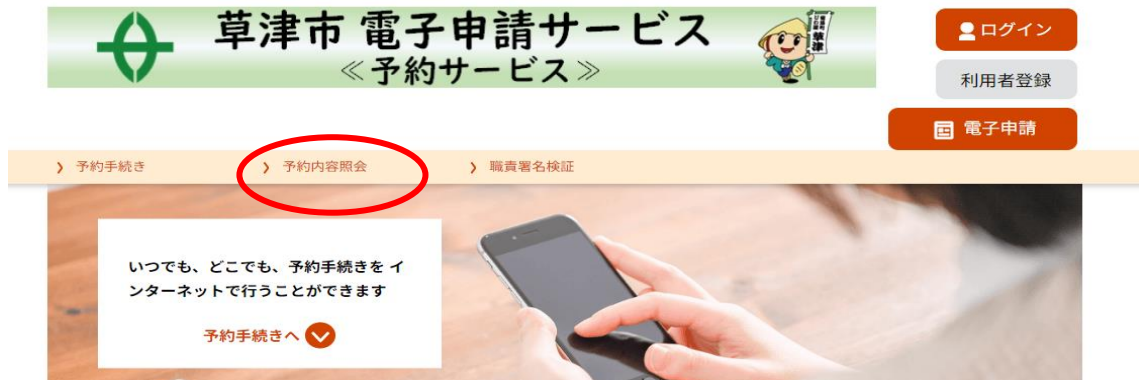 草津市 電子申請サービス
≪予約サービス≫
ログイン
利用者登録
電子申請
予約手続き
予約内容照会
職責署名検証
いつでも、どこでも、予約手続きを イ
ンターネットで行うことができます
予約手続きへ